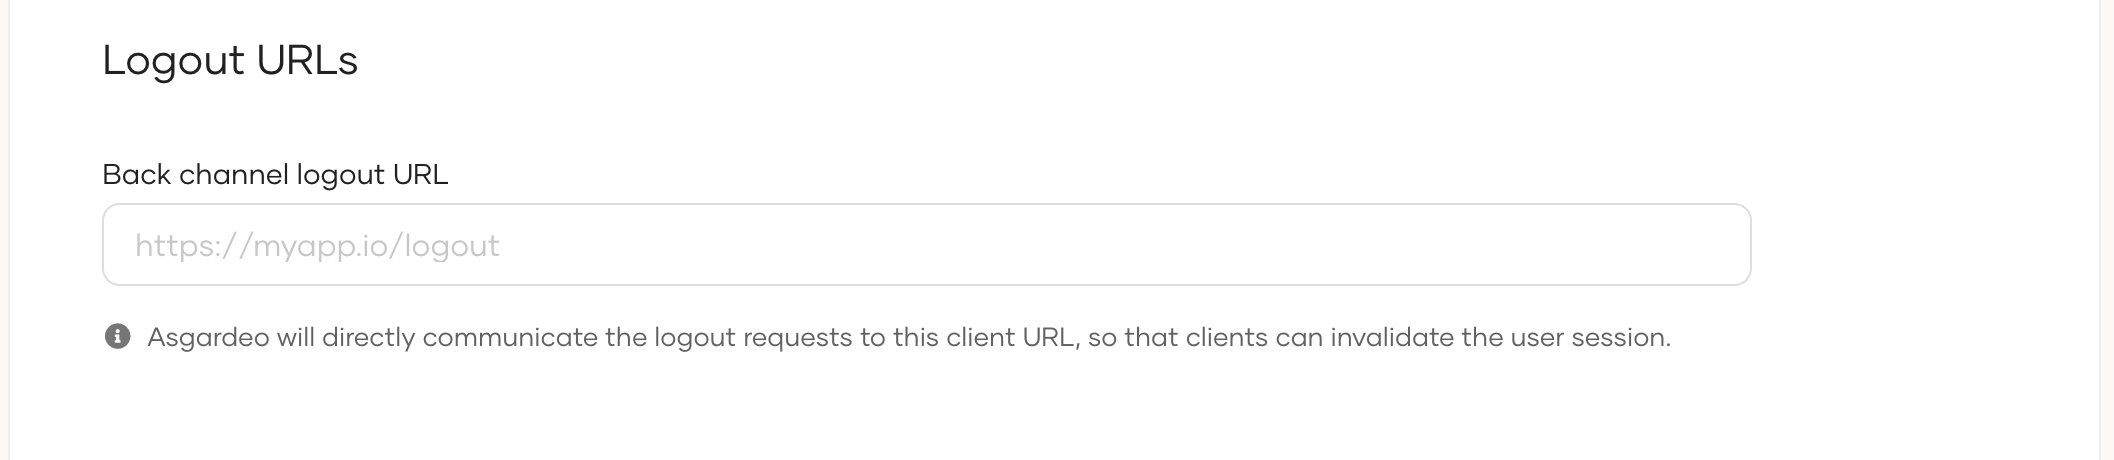 Logout URLs
Back channel logout URL
https://myapp.io/logout
Asgardeo will directly communicate the logout requests to this client URL, so that clients can invalidate the user session.